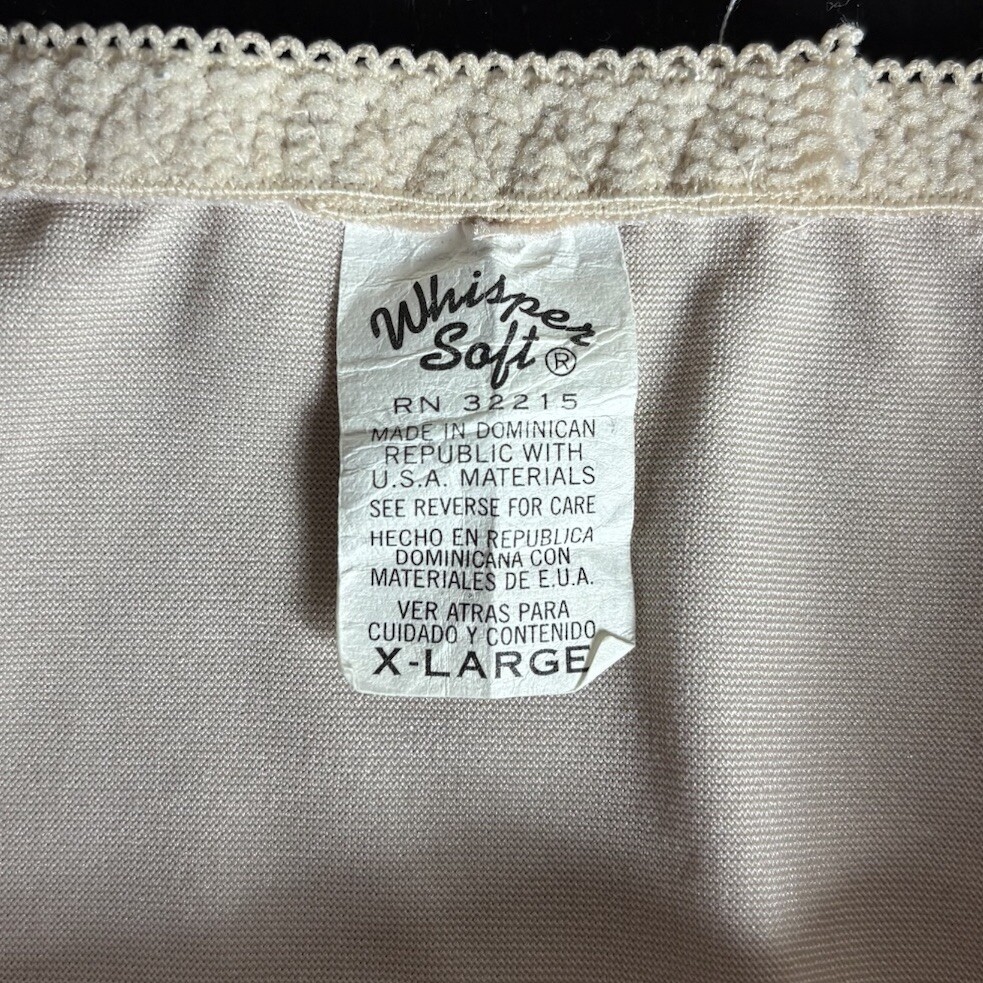 Whisper
Soft ®
RN 32215
MADE IN DOMINICAN
REPUBLIC WITH
U.S.A. MATERIALS
SEE REVERSE FOR CARE
HECHO EN REPUBLICA
DOMINICANA CON
MATERIALES DE E.U.A.
VER ATRAS PARA
CUIDADO Y CONTENIDO
X-LARGE